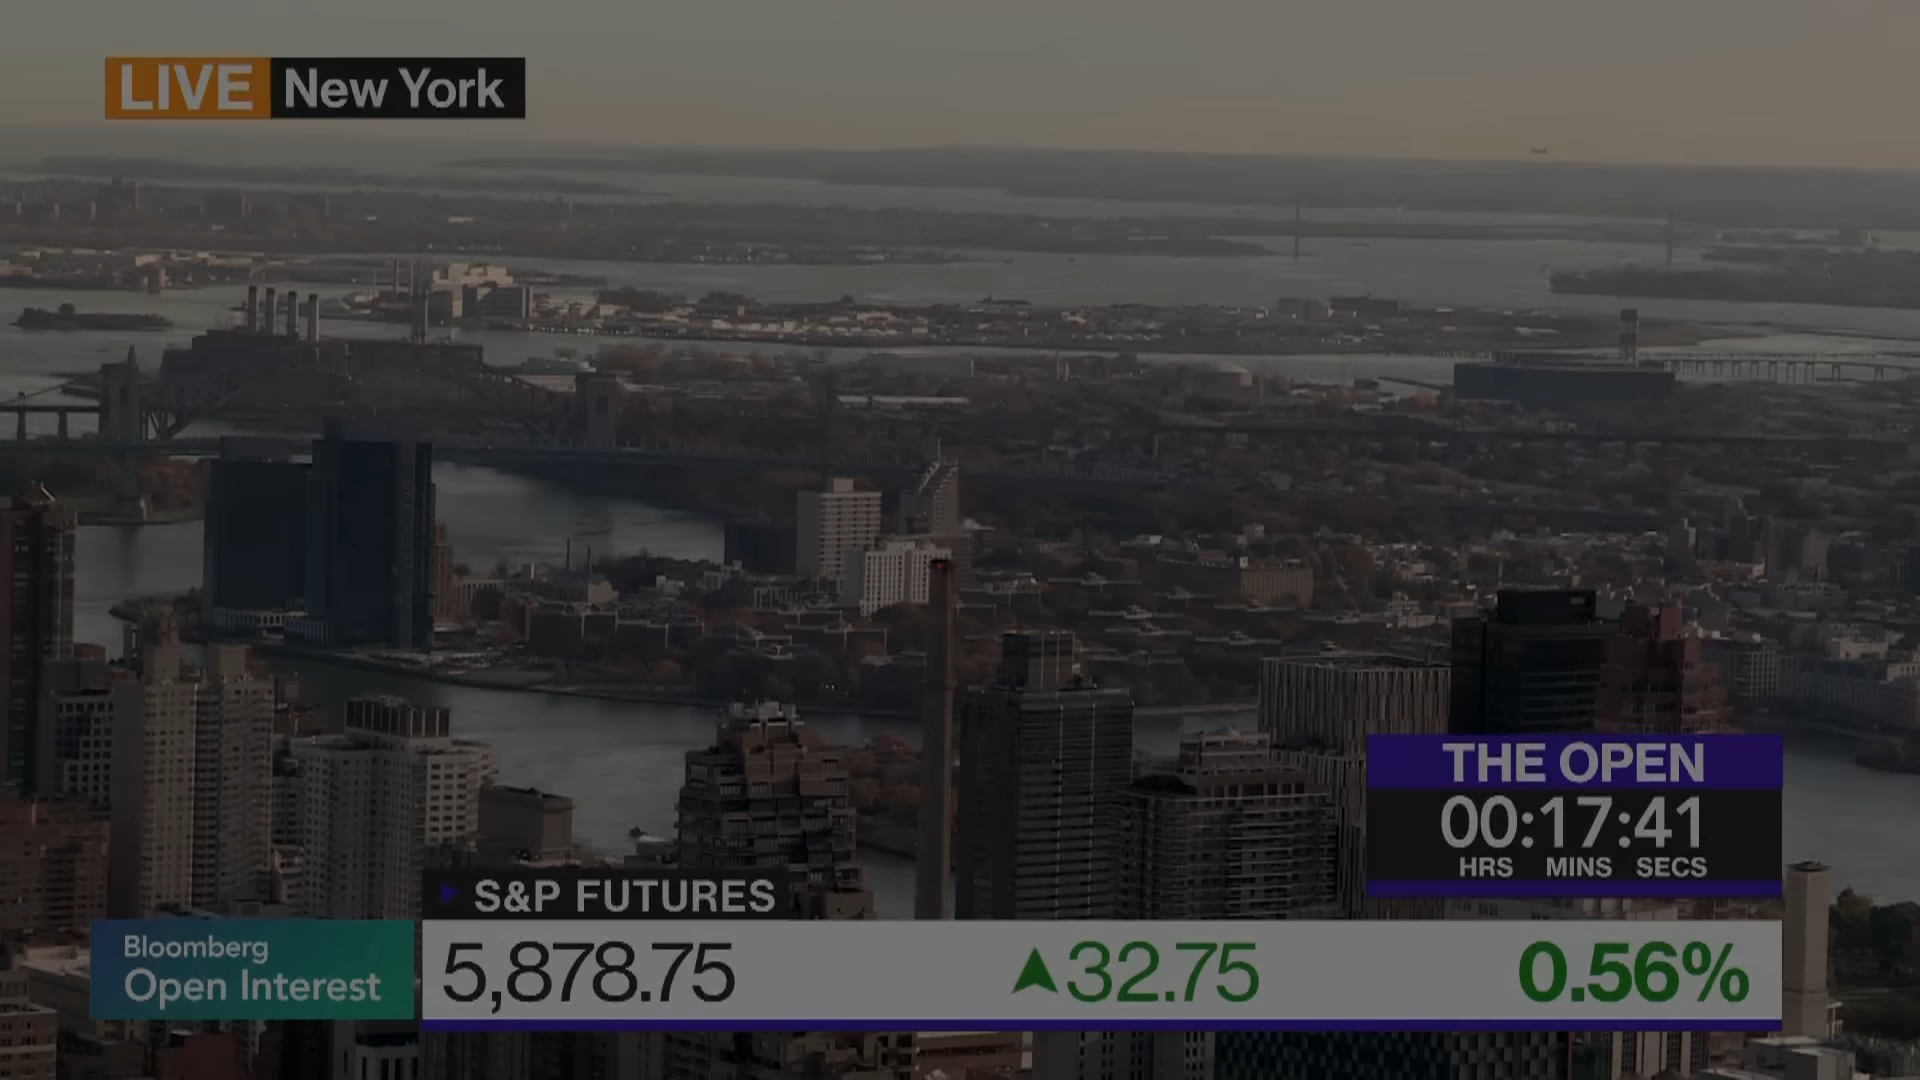 LIVE New York
THE OPEN
00:17:41
HRS MINS SECS
S&P FUTURES
Bloomberg
Open Interest
5,878.75 ▲32.75 0.56%